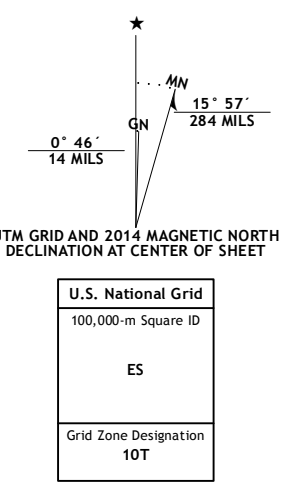 ★
MN
GN
15° 57´
284 MILS
0° 46´
14 MILS
UTM GRID AND 2014 MAGNETIC NORTH
DECLINATION AT CENTER OF SHEET
U.S. National Grid
100,000-m Square ID
ES
Grid Zone Designation
10T